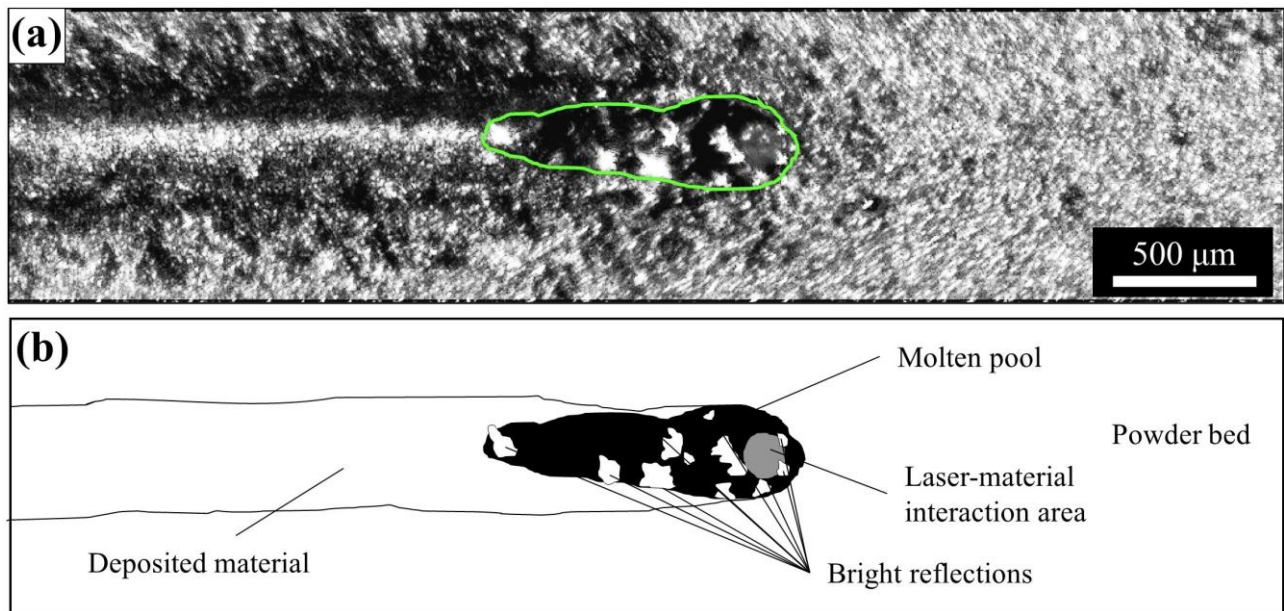 (a)
500 μm
(b)
Molten pool
Powder bed
Laser-material
interaction area
Deposited material
Bright reflections